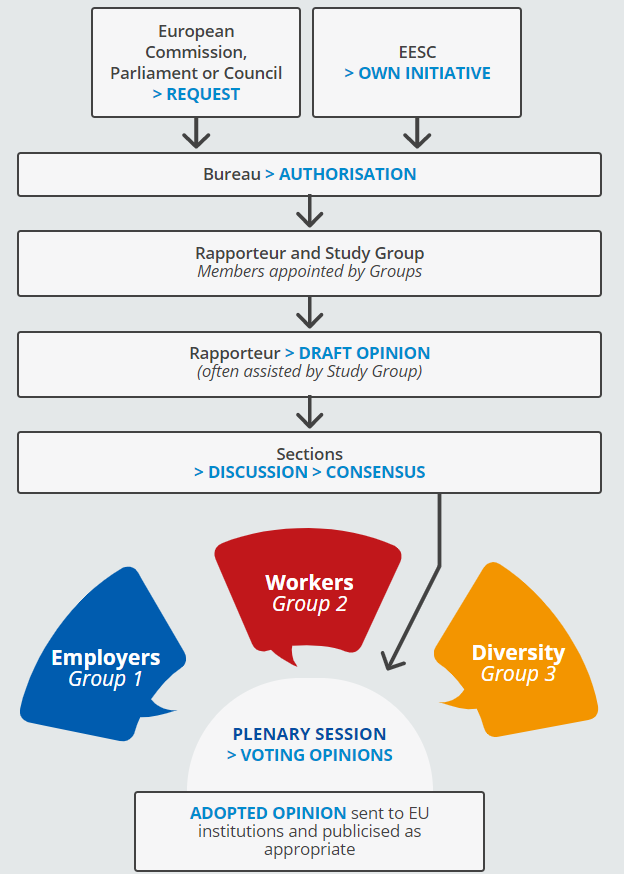 European
Commission,
Parliament or Council
> REQUEST
EESC
> OWN INITIATIVE
Bureau > AUTHORISATION
Rapporteur and Study Group
Members appointed by Groups
Rapporteur > DRAFT OPINION
(often assisted by Study Group)
Sections
> DISCUSSION > CONSENSUS
Workers
Group 2
Employers
Group 1
Diversity
Group 3
PLENARY SESSION
> VOTING OPINIONS
ADOPTED OPINION sent to EU
institutions and publicised as
appropriate